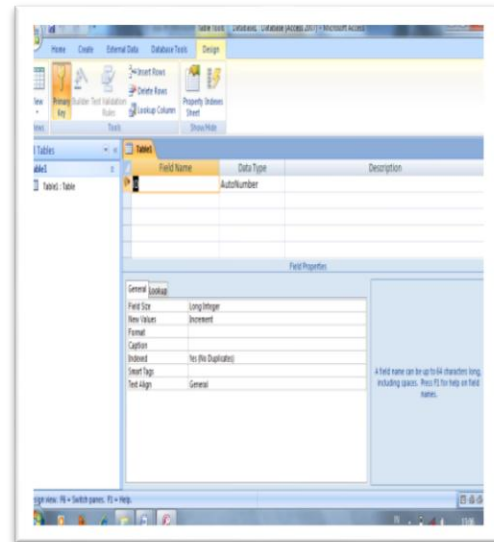 Table Tools Database1 : Database (Access 2007) - Microsoft Access
Home Create External Data Database Tools Design
Primary Key
Builder
Test Validation Rules
Insert Rows
Delete Rows
Lookup Column
Property Sheet
Indexes
Tools
Show/Hide
Tables
Table1
Table1 : Table
Field Name Data Type Description
ID AutoNumber
Field Properties
General Lookup
Field Size Long Integer
New Values Increment
Format
Caption
Indexed Yes (No Duplicates)
Smart Tags
Text Align General
A field name can be up to 64 characters long,
including spaces. Press F1 for help on field
names.
view. F6 = Switch panes. F1 = Help.